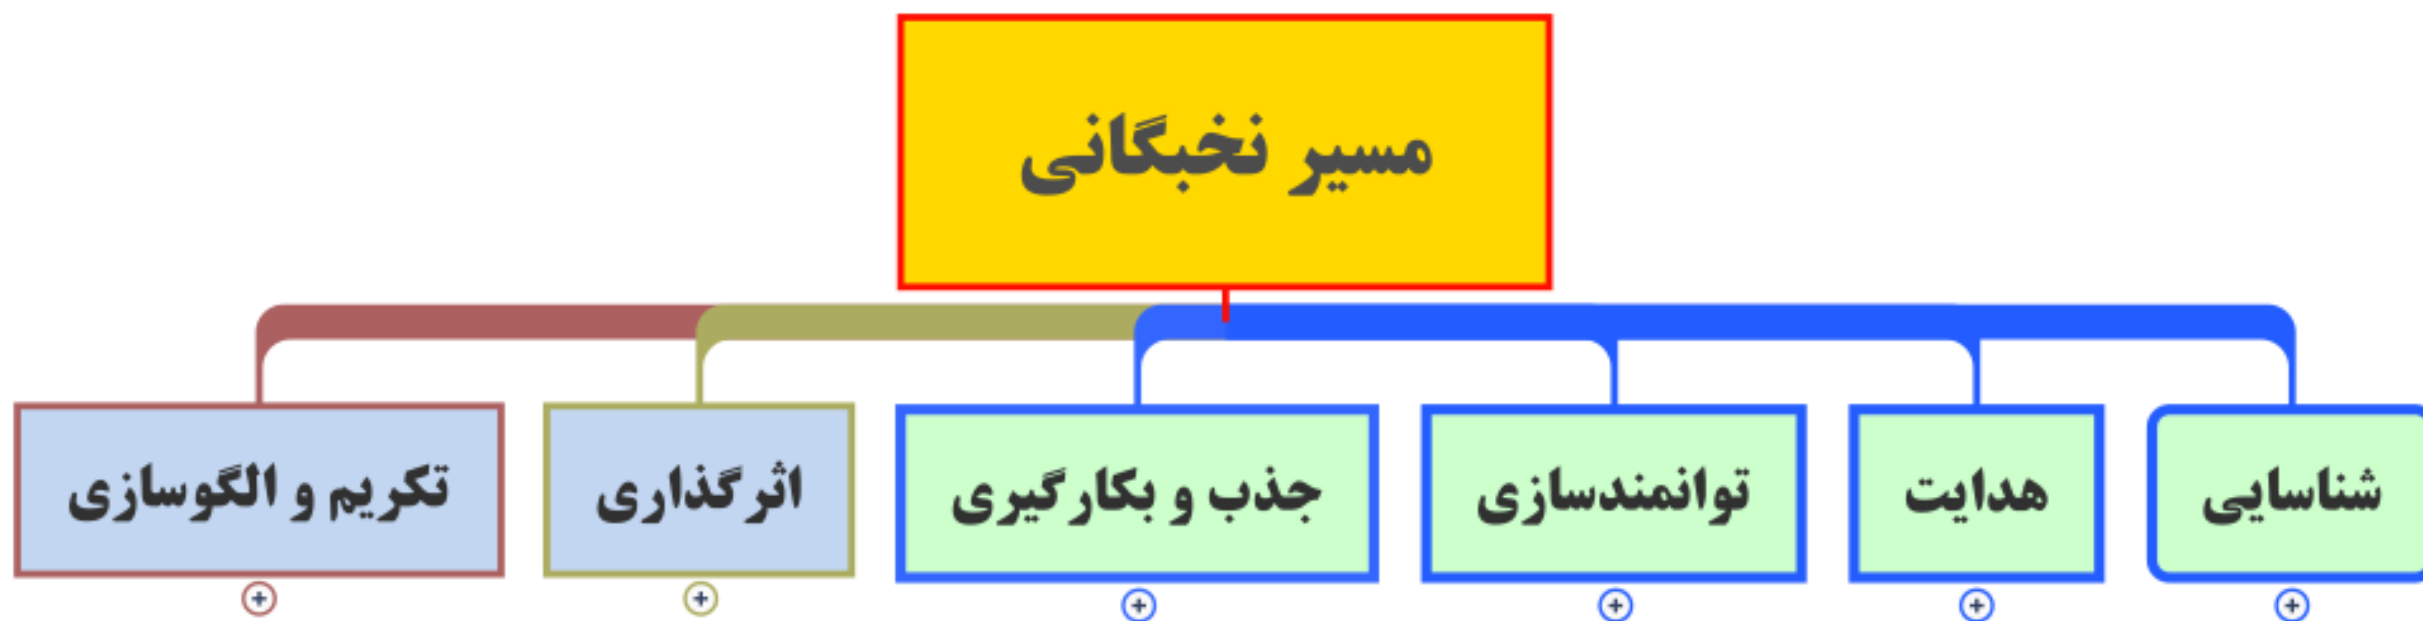 مسیر نخبگانی
شناسایی
هدایت
توانمندسازی
جذب و بکارگیری
اثرگذاری
تکریم و الگوسازی